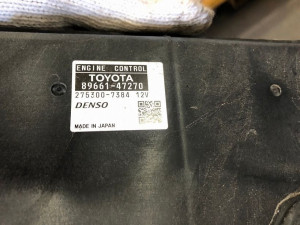 ENGINE CONTROL
TOYOTA
89661-47270
275300-7384 12V
DENSO
MADE IN JAPAN